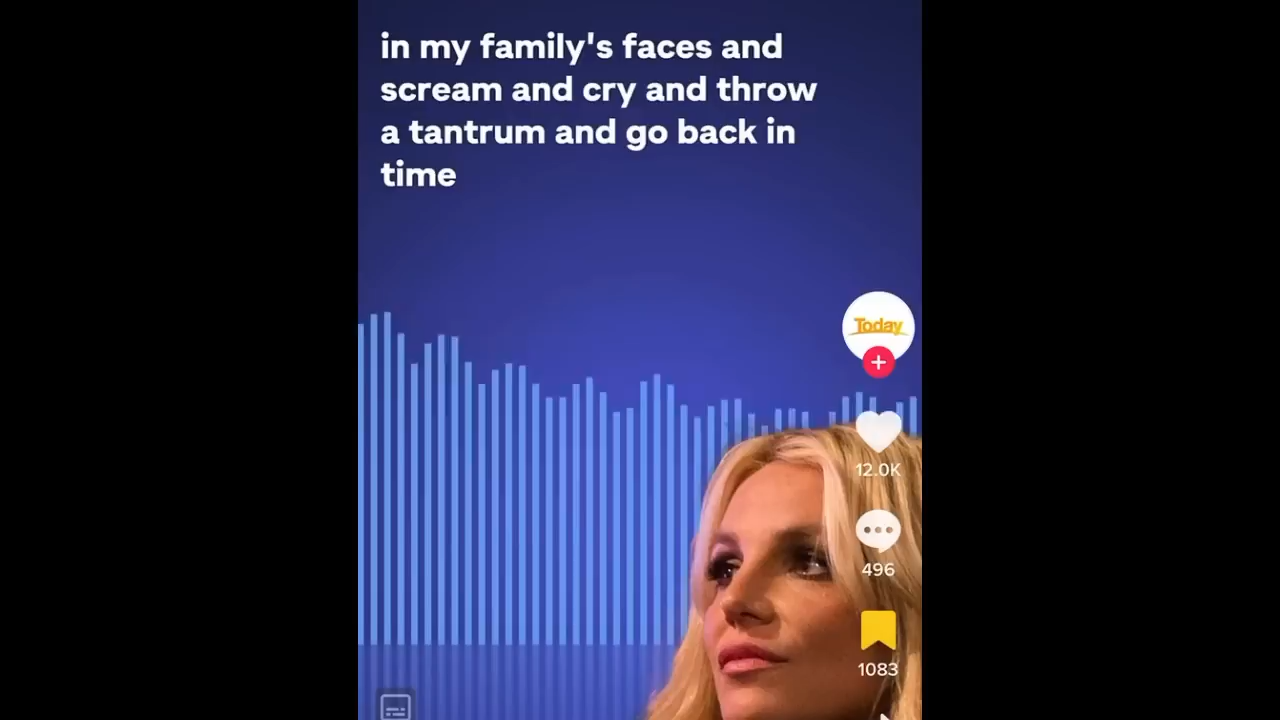 in my family's faces and
scream and cry and throw
a tantrum and go back in
time
Today
12.0K
496
1083